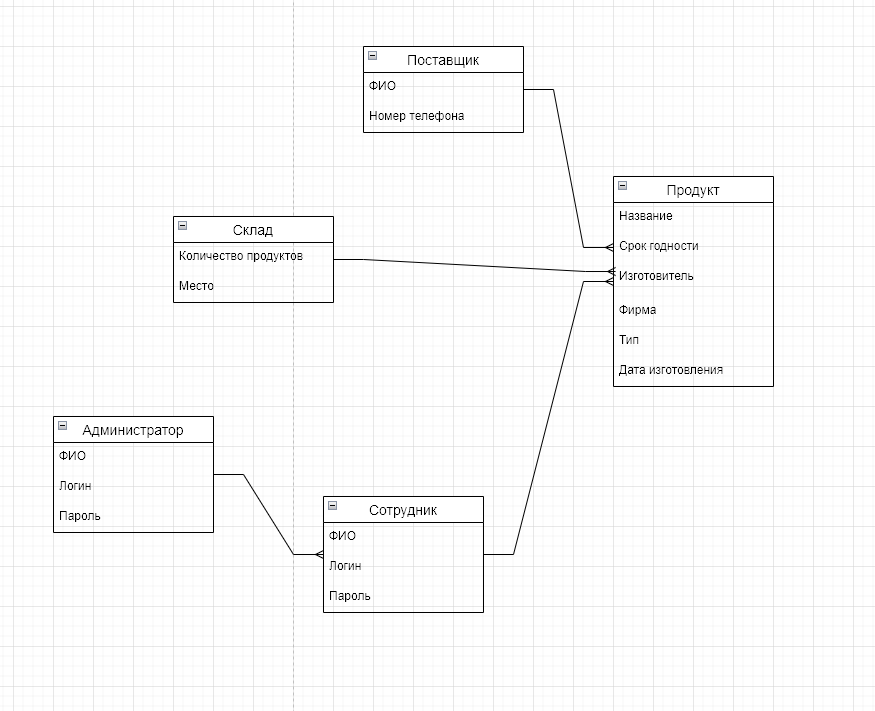 Поставщик
ФИО
Номер телефона
Продукт
Название
Срок годности
Изготовитель
Фирма
Тип
Дата изготовления
Склад
Количество продуктов
Место
Администратор
ФИО
Логин
Пароль
Сотрудник
ФИО
Логин
Пароль